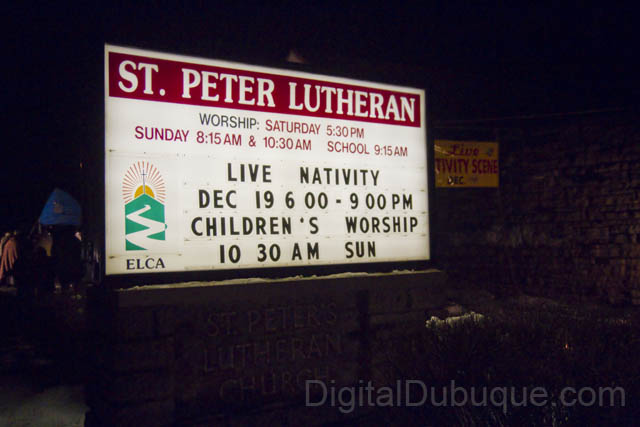 ST. PETER LUTHERAN
WORSHIP: SATURDAY 5:30 PM
SUNDAY 8:15 AM & 10:30 AM SCHOOL 9:15 AM
LIVE NATIVITY
DEC 19 6 00 - 9:00 PM
CHILDREN'S WORSHIP
10 30 AM SUN
ELCA
Live
TIVITY SCENE
DEC.
ST. PETER'S
LUTHERAN
CHURCH
DigitalDubuque.com